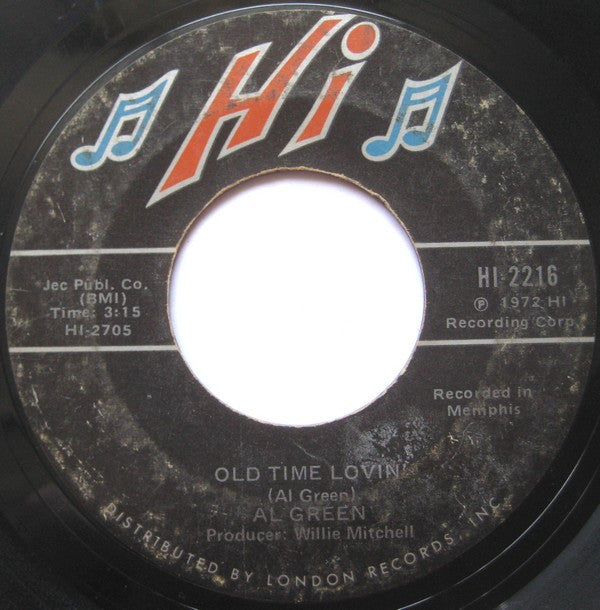 Hi
Jec Publ. Co.
(BMI)
Time: 3:15
HI-2705
HI-2216
℗ 1972 HI
Recording Corp.
Recorded in
Memphis
OLD TIME LOVIN'
(Al Green)
AL GREEN
Producer: Willie Mitchell
DISTRIBUTED BY LONDON RECORDS, INC.